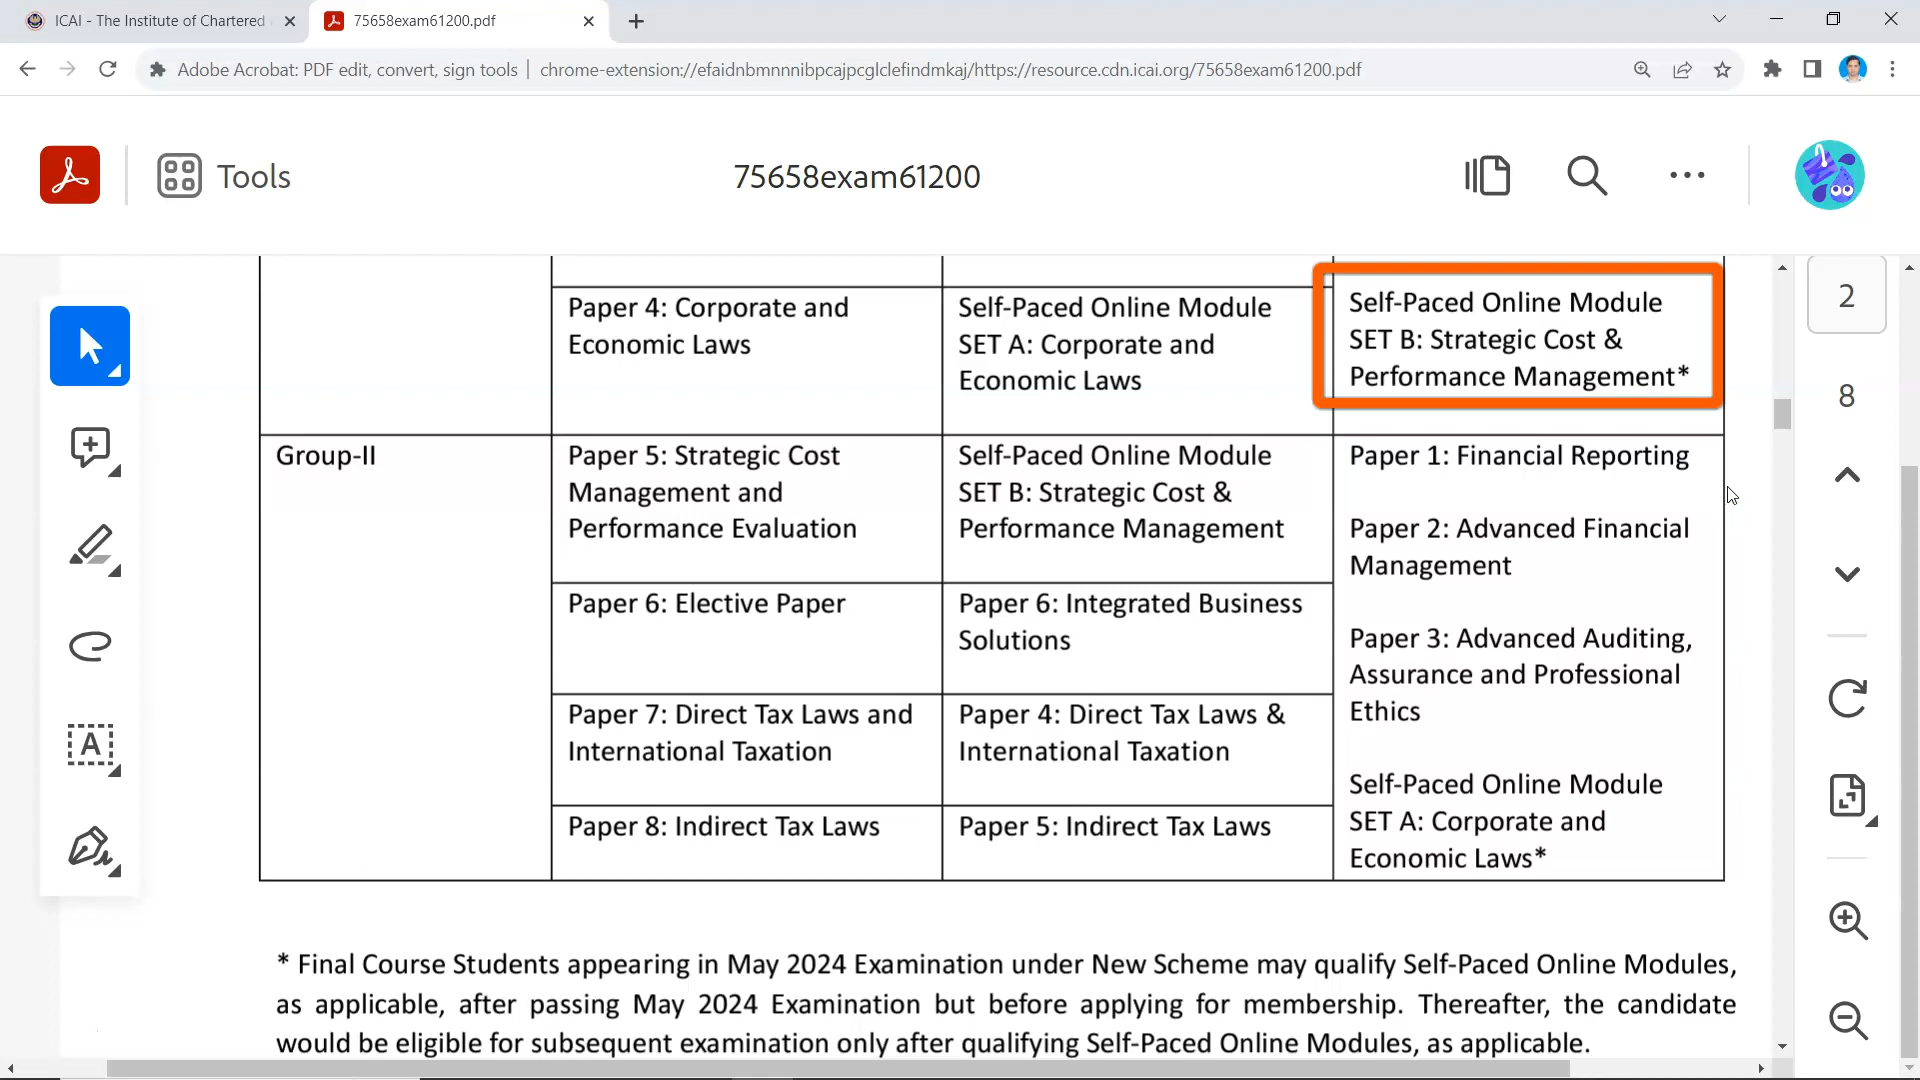 ICAI - The Institute of Chartered
75658exam61200.pdf
Adobe Acrobat: PDF edit, convert, sign tools | chrome-extension://efaidnbmnnnibpcajpcglclefindmkaj/https://resource.cdn.icai.org/75658exam61200.pdf
Tools
75658exam61200
2
8
Paper 4: Corporate and
Economic Laws
Self-Paced Online Module
SET A: Corporate and
Economic Laws
Self-Paced Online Module
SET B: Strategic Cost &
Performance Management*
Group-II
Paper 5: Strategic Cost
Management and
Performance Evaluation
Self-Paced Online Module
SET B: Strategic Cost &
Performance Management
Paper 6: Elective Paper
Paper 6: Integrated Business
Solutions
Paper 7: Direct Tax Laws and
International Taxation
Paper 4: Direct Tax Laws &
International Taxation
Paper 8: Indirect Tax Laws
Paper 5: Indirect Tax Laws
Paper 1: Financial Reporting
Paper 2: Advanced Financial
Management
Paper 3: Advanced Auditing,
Assurance and Professional
Ethics
Self-Paced Online Module
SET A: Corporate and
Economic Laws*
* Final Course Students appearing in May 2024 Examination under New Scheme may qualify Self-Paced Online Modules,
as applicable, after passing May 2024 Examination but before applying for membership. Thereafter, the candidate
would be eligible for subsequent examination only after qualifying Self-Paced Online Modules, as applicable.